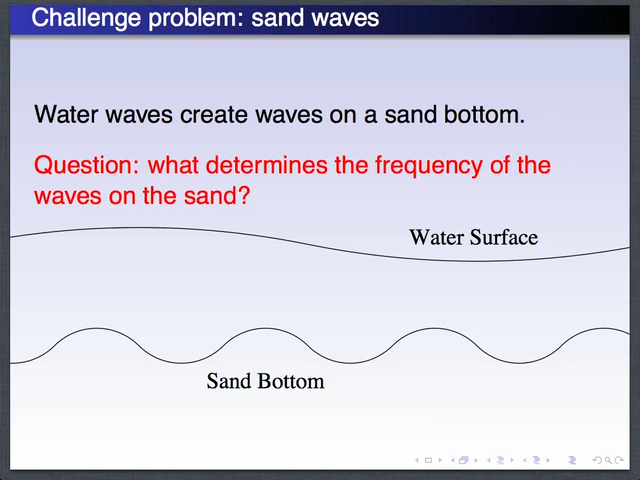 Challenge problem: sand waves
Water waves create waves on a sand bottom.
Question: what determines the frequency of the
waves on the sand?
Water Surface
Sand Bottom